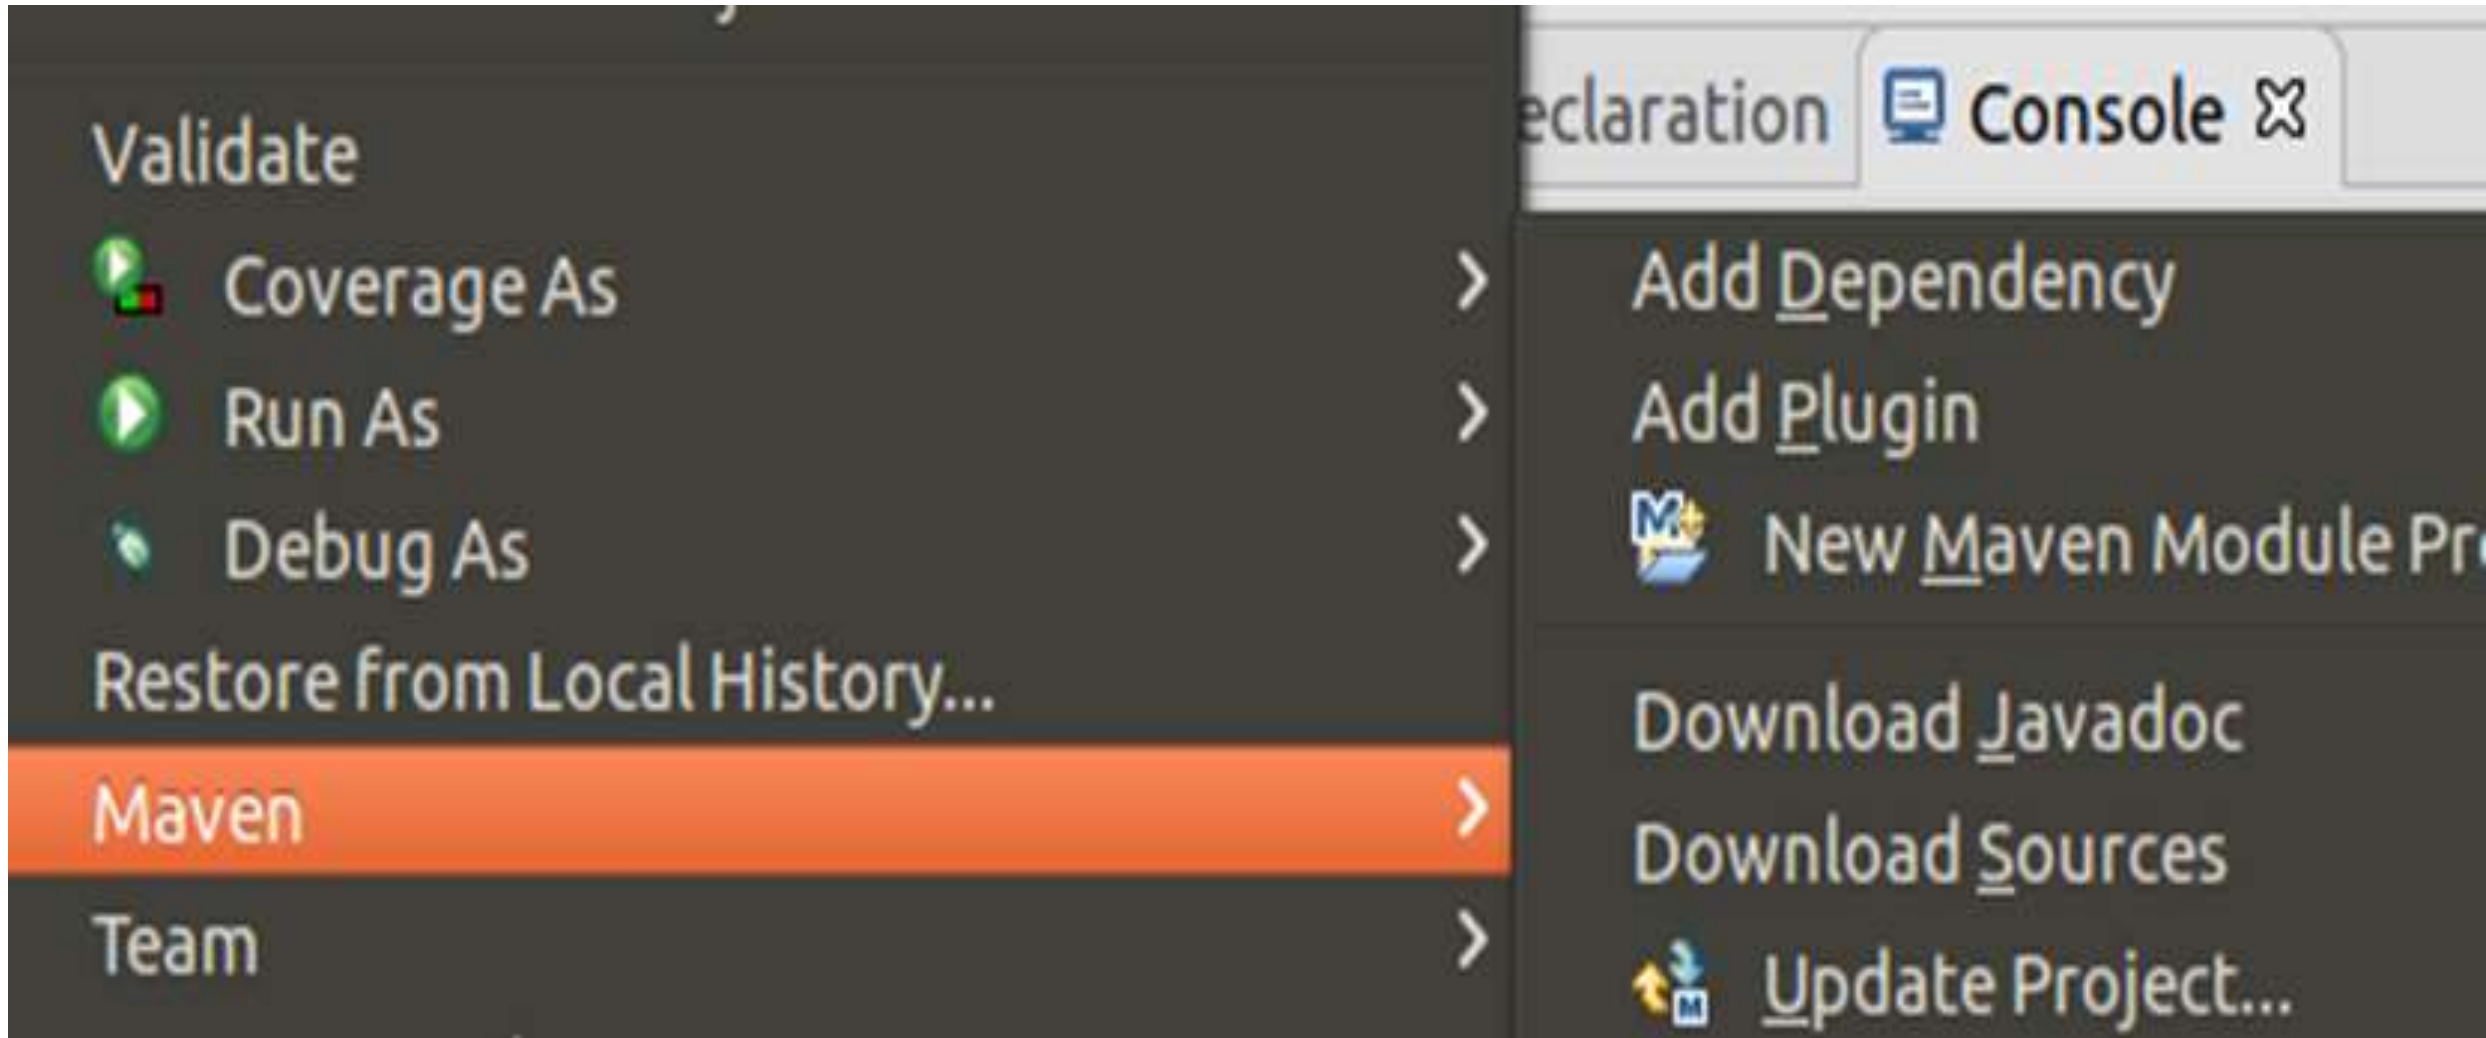 Validate
Coverage As
Run As
Debug As
Restore from Local History...
Maven
Team
eclaration
Console
Add Dependency
Add Plugin
New Maven Module Pr
Download Javadoc
Download Sources
Update Project...